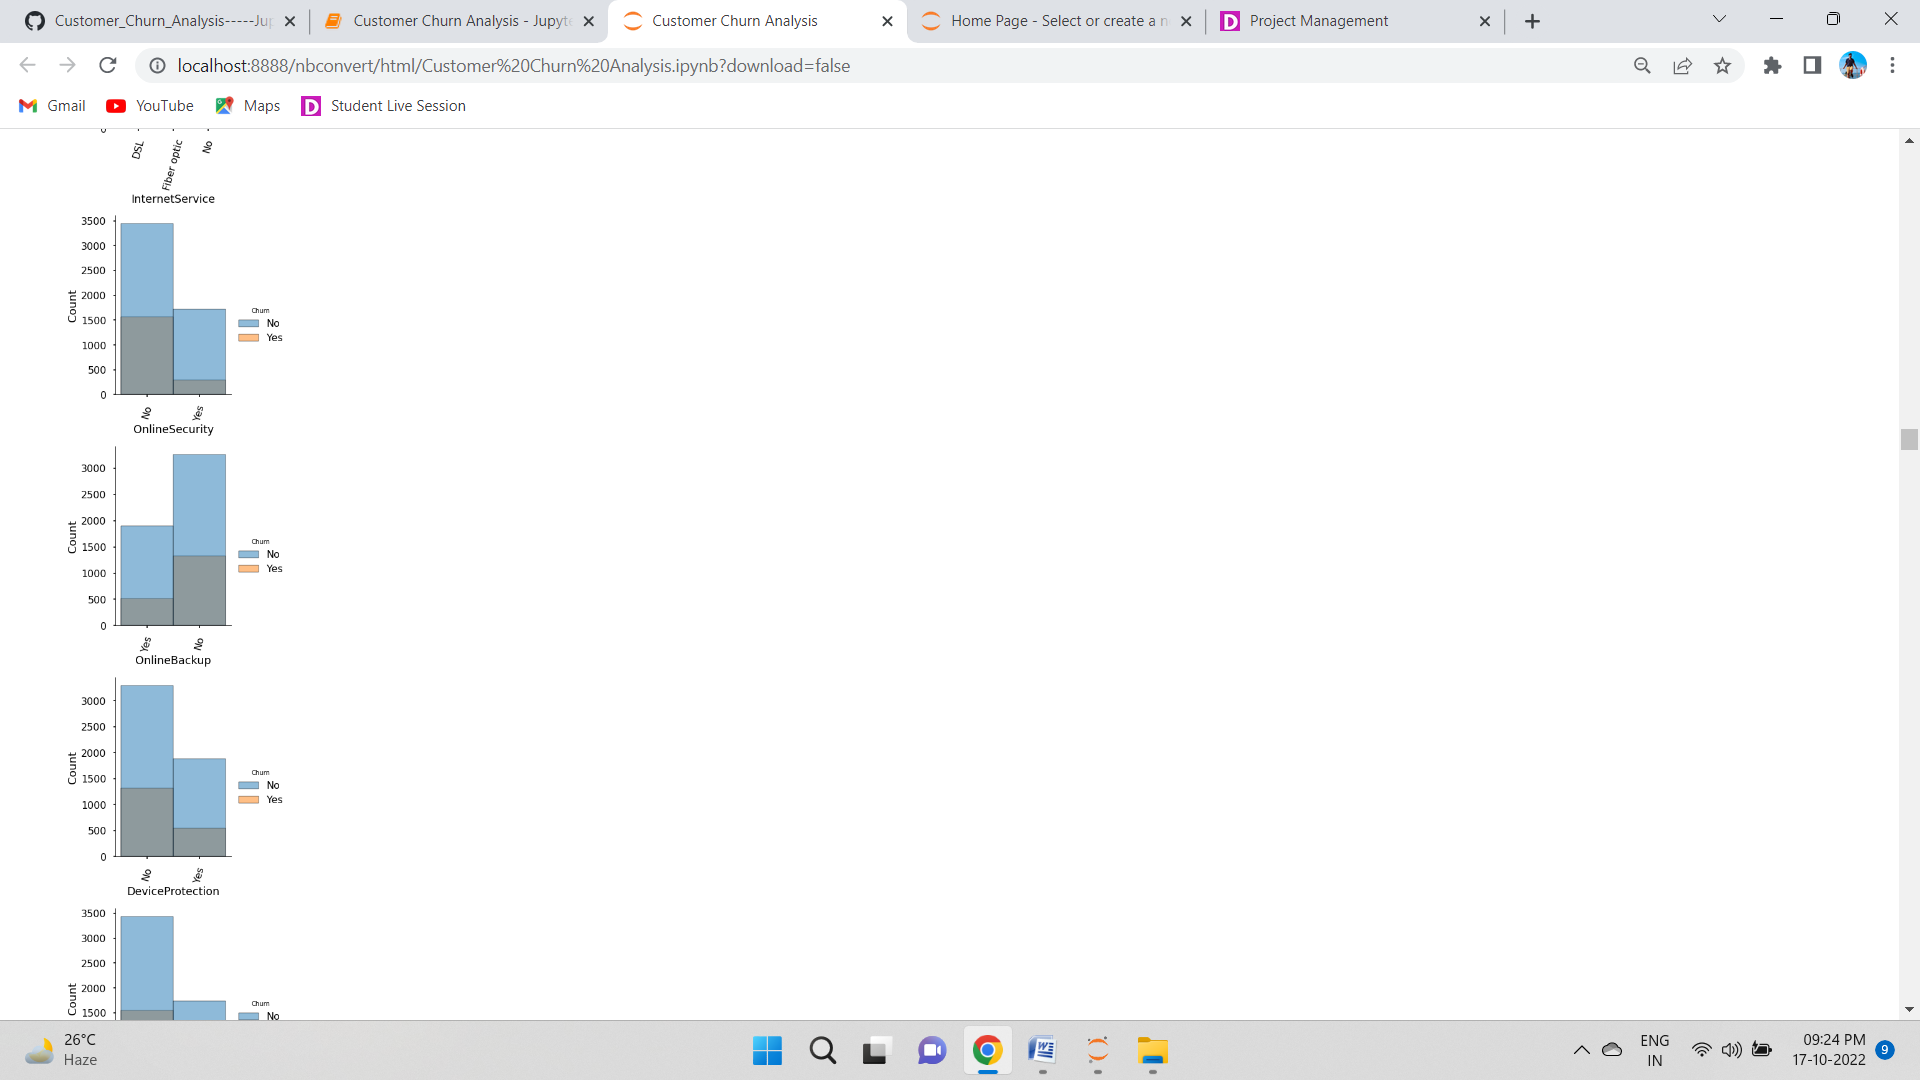 Customer_Churn_Analysis-----Ju
Customer Churn Analysis - Jupyte
Customer Churn Analysis
Home Page - Select or create a n
Project Management
localhost:8888/nbconvert/html/Customer%20Churn%20Analysis.ipynb?download=false
Gmail
YouTube
Maps
Student Live Session
0
DSL
Fiber optic
No
InternetService
3500
3000
2500
2000
1500
1000
500
0
Count
Churn
No
Yes
No
Yes
OnlineSecurity
3000
2500
2000
1500
1000
500
0
Count
Churn
No
Yes
Yes
No
OnlineBackup
3000
2500
2000
1500
1000
500
0
Count
Churn
No
Yes
No
Yes
DeviceProtection
3500
3000
2500
2000
1500
Count
Churn
No
26°C
Haze
ENG
IN
09:24 PM
17-10-2022
9